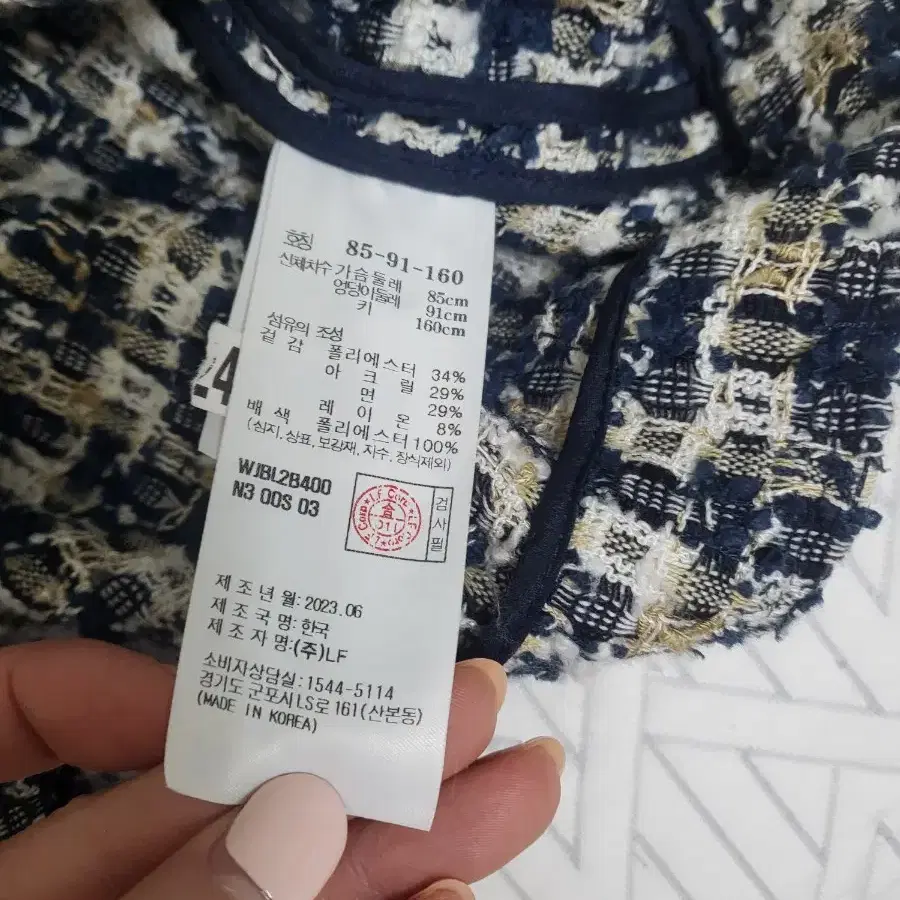 호칭 85-91-160
신체치수 가슴둘레 85cm
엉덩이둘레 91cm
키 160cm
섬유의 조성
겉 감 폴리에스터 34%
아 크 릴 29%
면 29%
레 이 온 8%
배 색 폴리에스터 100%
(심지, 상표, 보강재, 자수, 장식제외)
WJBL2B400
N3 00S 03
LF Corp
검사필
제 조 년 월: 2023.06
제 조 국 명: 한국
제 조 자 명:(주)LF
소비자상담실:1544-5114
경기도 군포시 LS로 161(산본동)
(MADE IN KOREA)